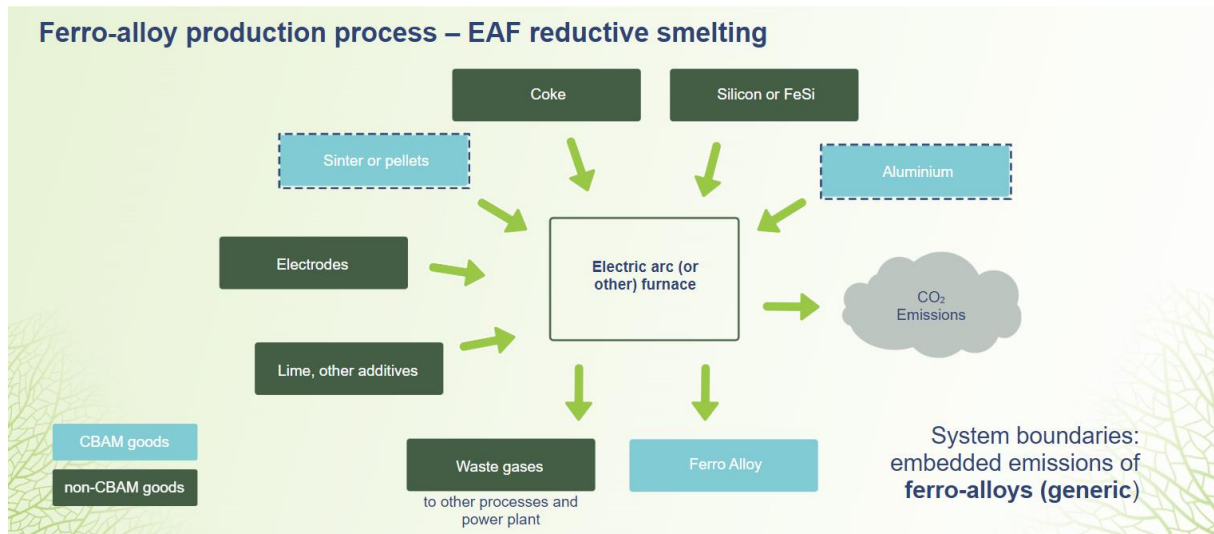 Ferro-alloy production process – EAF reductive smelting
Coke
Silicon or FeSi
Sinter or pellets
Aluminium
Electrodes
Electric arc (or
other) furnace
CO₂
Emissions
Lime, other additives
CBAM goods
non-CBAM goods
Waste gases
to other processes and
power plant
Ferro Alloy
System boundaries:
embedded emissions of
ferro-alloys (generic)